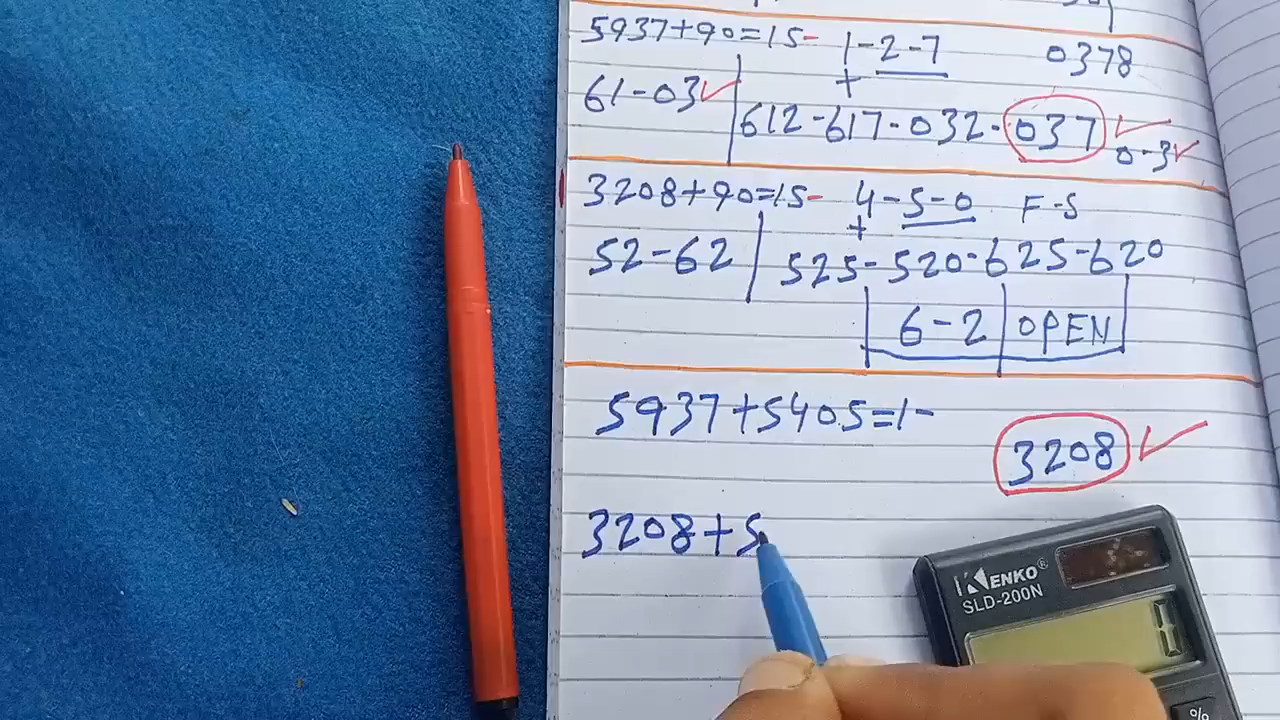 5937+90=15- 1-2-7 0378
+
61-03✓ 612-617-032-037 ✓
0-3✓
3208+90=15- 4-5-0 F-S
+
52-62 525-520-625-620
6-2 OPEN
5937+5405=1-
3208 ✓
3208+5
KENKO®
SLD-200N
%